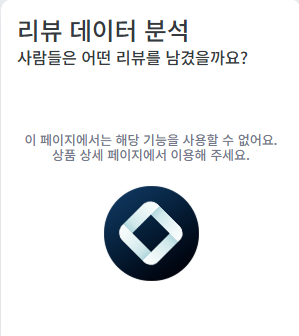 리뷰 데이터 분석
사람들은 어떤 리뷰를 남겼을까요?
이 페이지에서는 해당 기능을 사용할 수 없어요.
상품 상세 페이지에서 이용해 주세요.